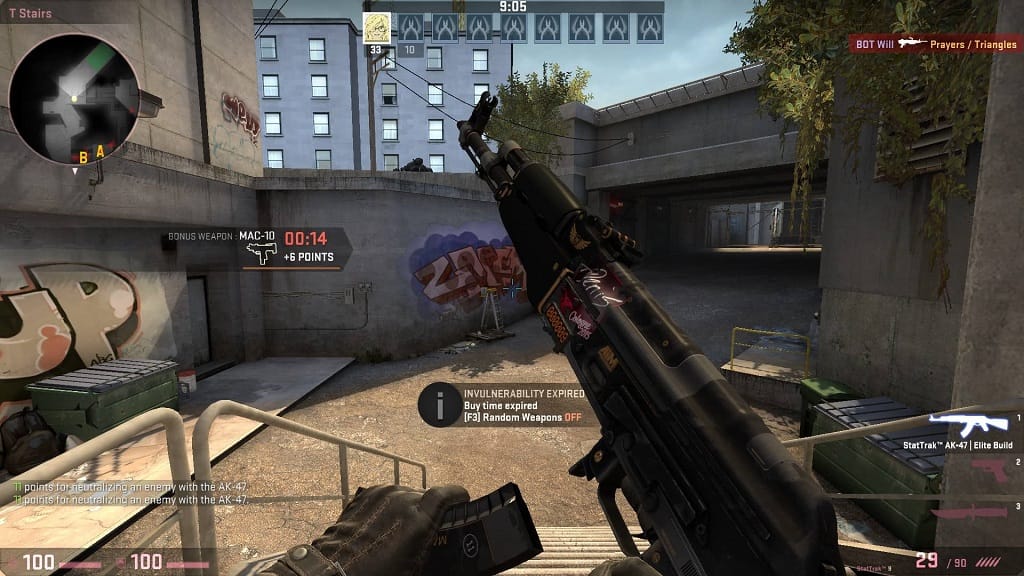 T Stairs
9:05
33
10
BOT Will Prayers / Triangles
B A
BONUS WEAPON : MAC-10
00:14
+6 POINTS
INVULNERABILITY EXPIRED
Buy time expired
[F3] Random Weapons OFF
1
StatTrak™ AK-47 | Elite Build
2
3
11 points for neutralizing an enemy with the AK-47.
11 points for neutralizing an enemy with the AK-47.
100
100
StatTrak™ 9
29 / 90